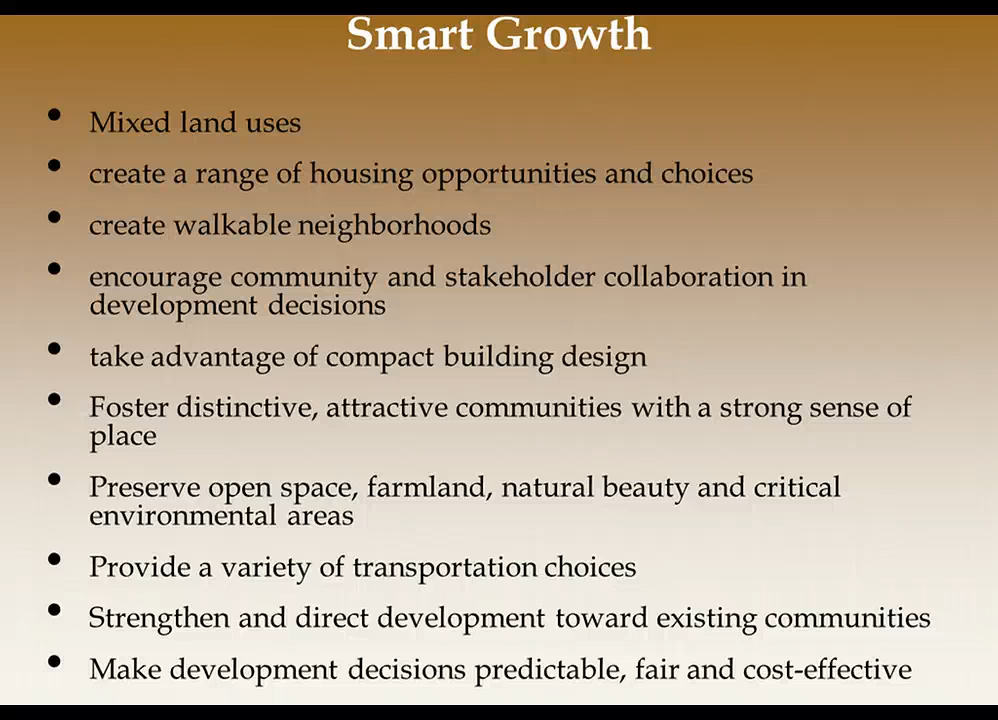 Smart Growth
• Mixed land uses
• create a range of housing opportunities and choices
• create walkable neighborhoods
• encourage community and stakeholder collaboration in
development decisions
• take advantage of compact building design
• Foster distinctive, attractive communities with a strong sense of
place
• Preserve open space, farmland, natural beauty and critical
environmental areas
• Provide a variety of transportation choices
• Strengthen and direct development toward existing communities
• Make development decisions predictable, fair and cost-effective